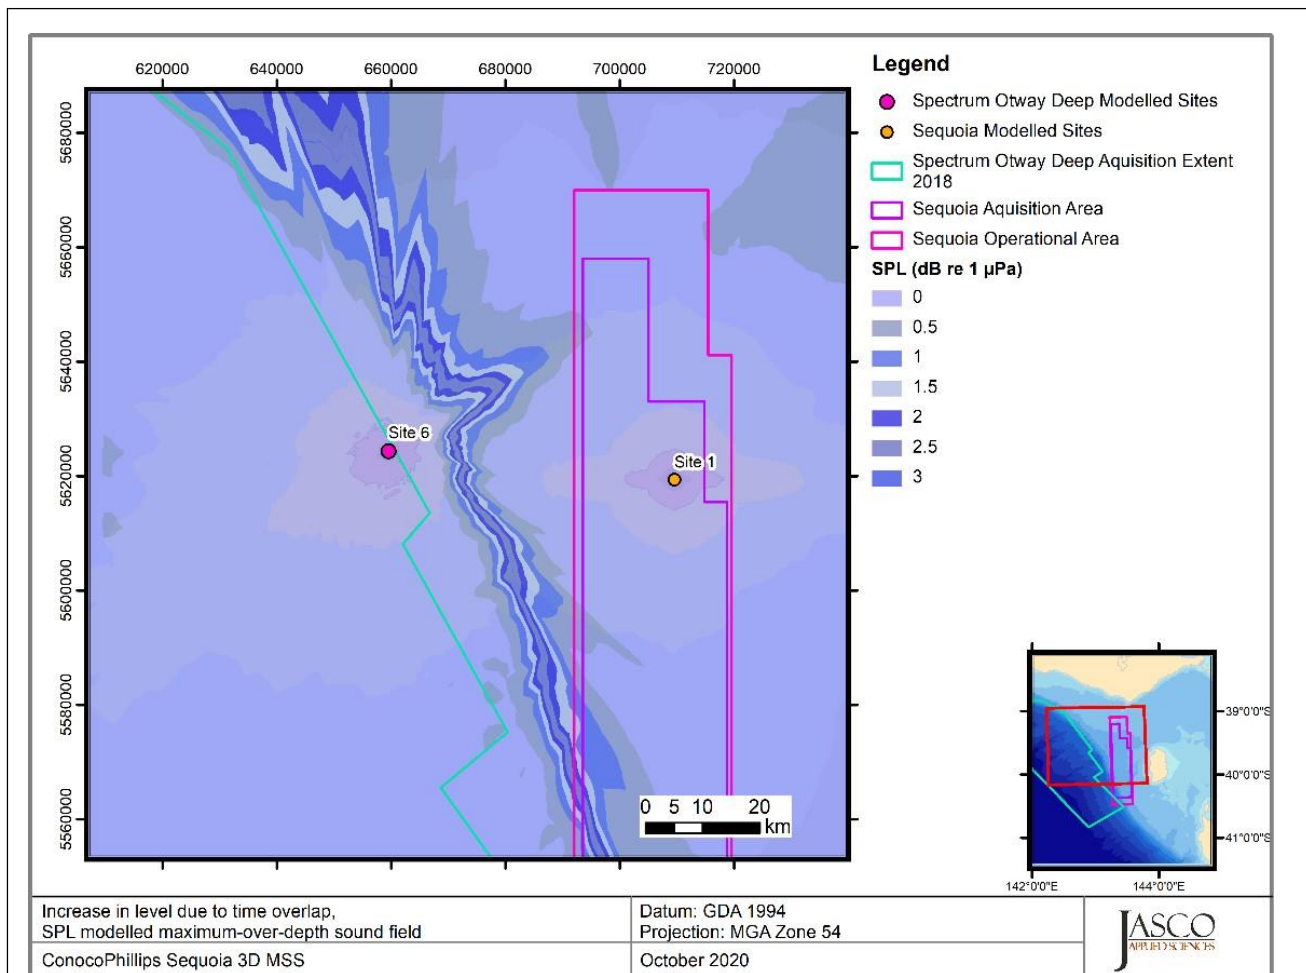 620000 640000 660000 680000 700000 720000
5680000
5660000
5640000
5620000
5600000
5580000
5560000
Site 6
Site 1
0 5 10 20
km
Legend
Spectrum Otway Deep Modelled Sites
Sequoia Modelled Sites
Spectrum Otway Deep Aquisition Extent
2018
Sequoia Aquisition Area
Sequoia Operational Area
SPL (dB re 1 µPa)
0
0.5
1
1.5
2
2.5
3
39°0'0"S
40°0'0"S
41°0'0"S
142°0'0"E 144°0'0"E
Increase in level due to time overlap,
SPL modelled maximum-over-depth sound field
ConocoPhillips Sequoia 3D MSS
Datum: GDA 1994
Projection: MGA Zone 54
October 2020
JASCO
APPLIED SCIENCES